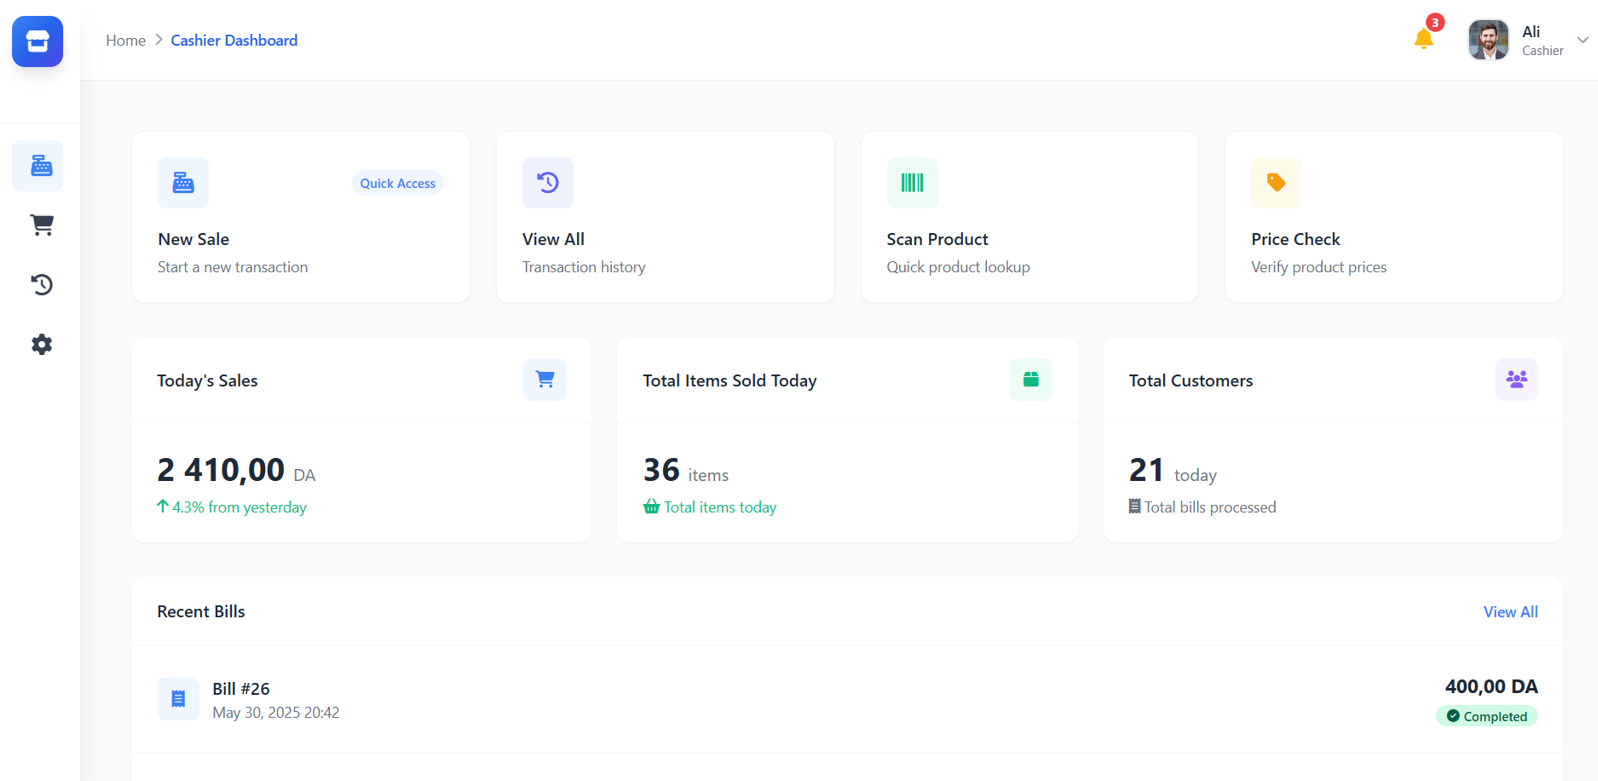 Home > Cashier Dashboard
3
Ali
Cashier
Quick Access
New Sale
Start a new transaction
View All
Transaction history
Scan Product
Quick product lookup
Price Check
Verify product prices
Today's Sales
2 410,00 DA
4.3% from yesterday
Total Items Sold Today
36 items
Total items today
Total Customers
21 today
Total bills processed
Recent Bills
View All
Bill #26
May 30, 2025 20:42
400,00 DA
Completed